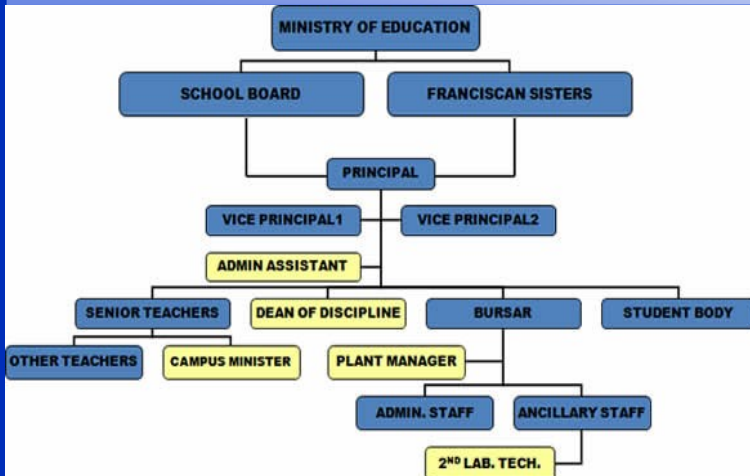 MINISTRY OF EDUCATION
SCHOOL BOARD
FRANCISCAN SISTERS
PRINCIPAL
VICE PRINCIPAL1
VICE PRINCIPAL2
ADMIN ASSISTANT
SENIOR TEACHERS
DEAN OF DISCIPLINE
BURSAR
STUDENT BODY
OTHER TEACHERS
CAMPUS MINISTER
PLANT MANAGER
ADMIN. STAFF
ANCILLARY STAFF
2ND LAB. TECH.